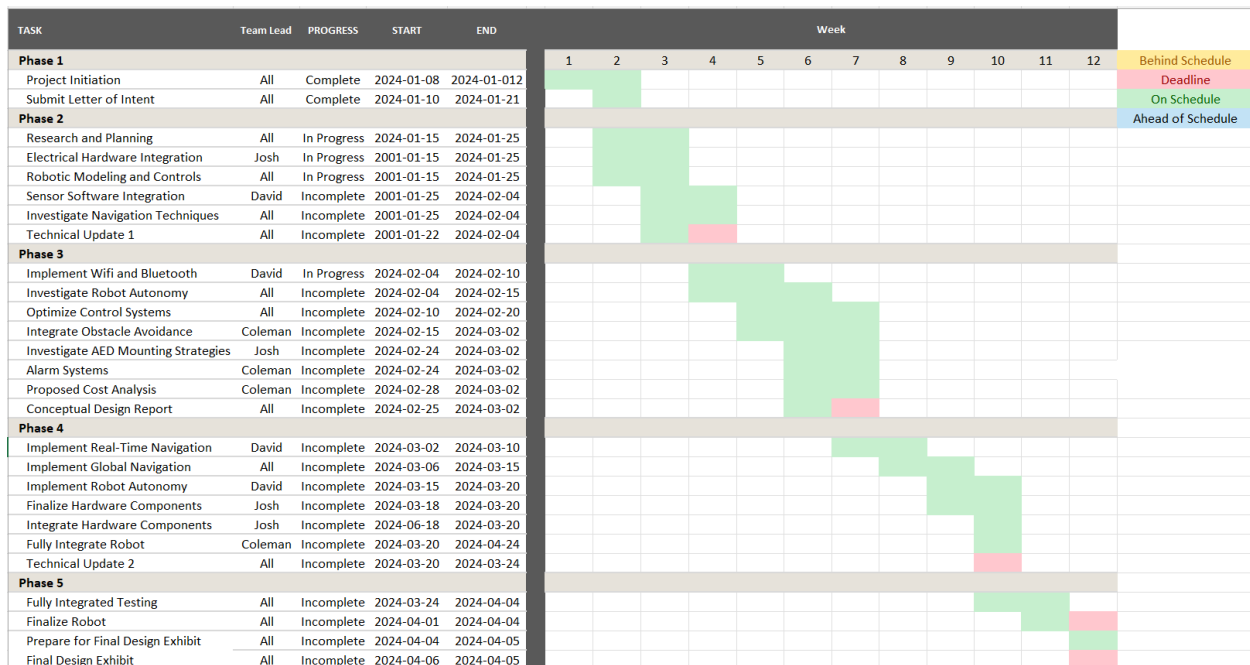 TASK Team Lead PROGRESS START END Week
Phase 1 1 2 3 4 5 6 7 8 9 10 11 12 Behind Schedule
Project Initiation All Complete 2024-01-08 2024-01-012 Deadline
Submit Letter of Intent All Complete 2024-01-10 2024-01-21 On Schedule
Phase 2 Ahead of Schedule
Research and Planning All In Progress 2024-01-15 2024-01-25
Electrical Hardware Integration Josh In Progress 2001-01-15 2024-01-25
Robotic Modeling and Controls All In Progress 2001-01-15 2024-01-25
Sensor Software Integration David Incomplete 2001-01-25 2024-02-04
Investigate Navigation Techniques All Incomplete 2001-01-25 2024-02-04
Technical Update 1 All Incomplete 2001-01-22 2024-02-04
Phase 3
Implement Wifi and Bluetooth David In Progress 2024-02-04 2024-02-10
Investigate Robot Autonomy All Incomplete 2024-02-04 2024-02-15
Optimize Control Systems All Incomplete 2024-02-10 2024-02-20
Integrate Obstacle Avoidance Coleman Incomplete 2024-02-15 2024-03-02
Investigate AED Mounting Strategies Josh Incomplete 2024-02-24 2024-03-02
Alarm Systems Coleman Incomplete 2024-02-24 2024-03-02
Proposed Cost Analysis Coleman Incomplete 2024-02-28 2024-03-02
Conceptual Design Report All Incomplete 2024-02-25 2024-03-02
Phase 4
Implement Real-Time Navigation David Incomplete 2024-03-02 2024-03-10
Implement Global Navigation All Incomplete 2024-03-06 2024-03-15
Implement Robot Autonomy David Incomplete 2024-03-15 2024-03-20
Finalize Hardware Components Josh Incomplete 2024-03-18 2024-03-20
Integrate Hardware Components Josh Incomplete 2024-06-18 2024-03-20
Fully Integrate Robot Coleman Incomplete 2024-03-20 2024-04-24
Technical Update 2 All Incomplete 2024-03-20 2024-03-24
Phase 5
Fully Integrated Testing All Incomplete 2024-03-24 2024-04-04
Finalize Robot All Incomplete 2024-04-01 2024-04-04
Prepare for Final Design Exhibit All Incomplete 2024-04-04 2024-04-05
Final Design Exhibit All Incomplete 2024-04-06 2024-04-05